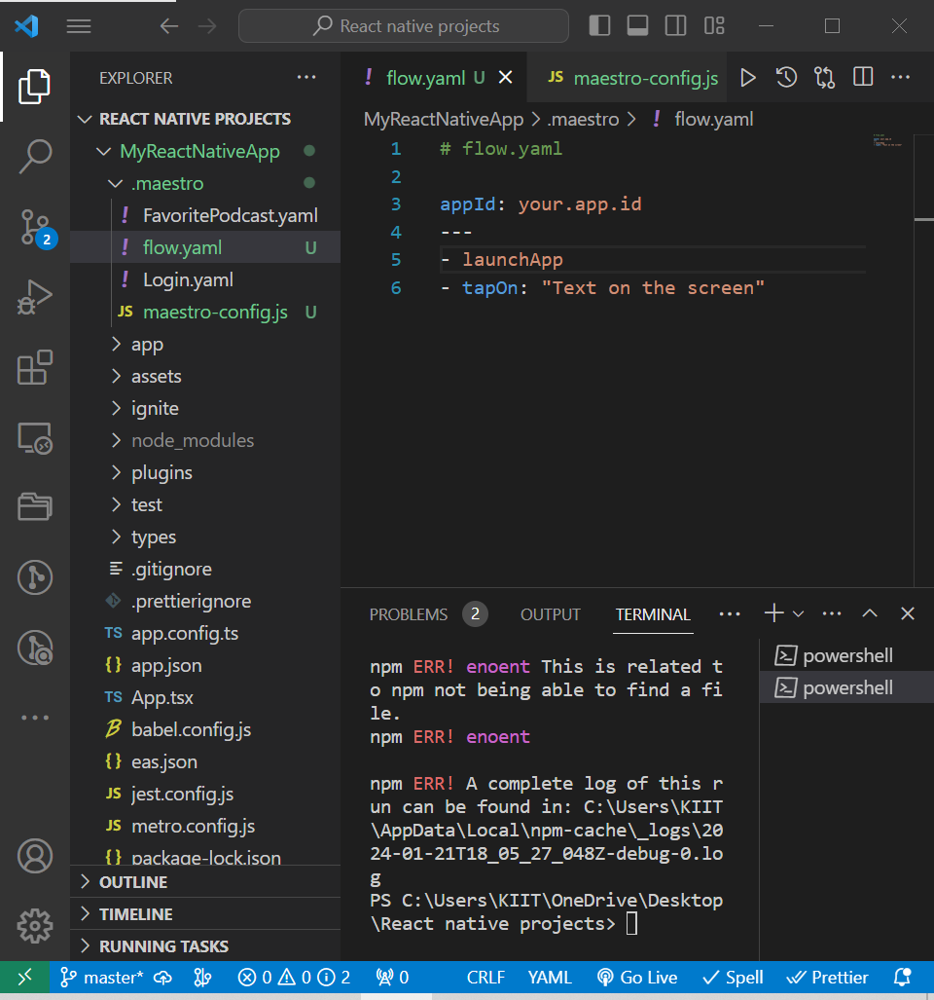 React native projects
EXPLORER
REACT NATIVE PROJECTS
MyReactNativeApp
.maestro
FavoritePodcast.yaml
flow.yaml U
Login.yaml
JS maestro-config.js U
app
assets
ignite
node_modules
plugins
test
types
.gitignore
.prettierignore
TS app.config.ts
{} app.json
TS App.tsx
babel.config.js
{} eas.json
JS jest.config.js
JS metro.config.js
{} package-lock.json
OUTLINE
TIMELINE
RUNNING TASKS
2
! flow.yaml U
JS maestro-config.js
MyReactNativeApp > .maestro > ! flow.yaml
1 # flow.yaml
2
3 appId: your.app.id
4 ---
5 - launchApp
6 - tapOn: "Text on the screen"
PROBLEMS 2 OUTPUT TERMINAL
npm ERR! enoent This is related t
o npm not being able to find a fi
le.
npm ERR! enoent
npm ERR! A complete log of this r
un can be found in: C:\Users\KIIT
\AppData\Local\npm-cache\_logs\20
24-01-21T18_05_27_048Z-debug-0.lo
g
PS C:\Users\KIIT\OneDrive\Desktop
\React native projects>
powershell
powershell
master* 0 0 2 0 CRLF YAML Go Live Spell Prettier